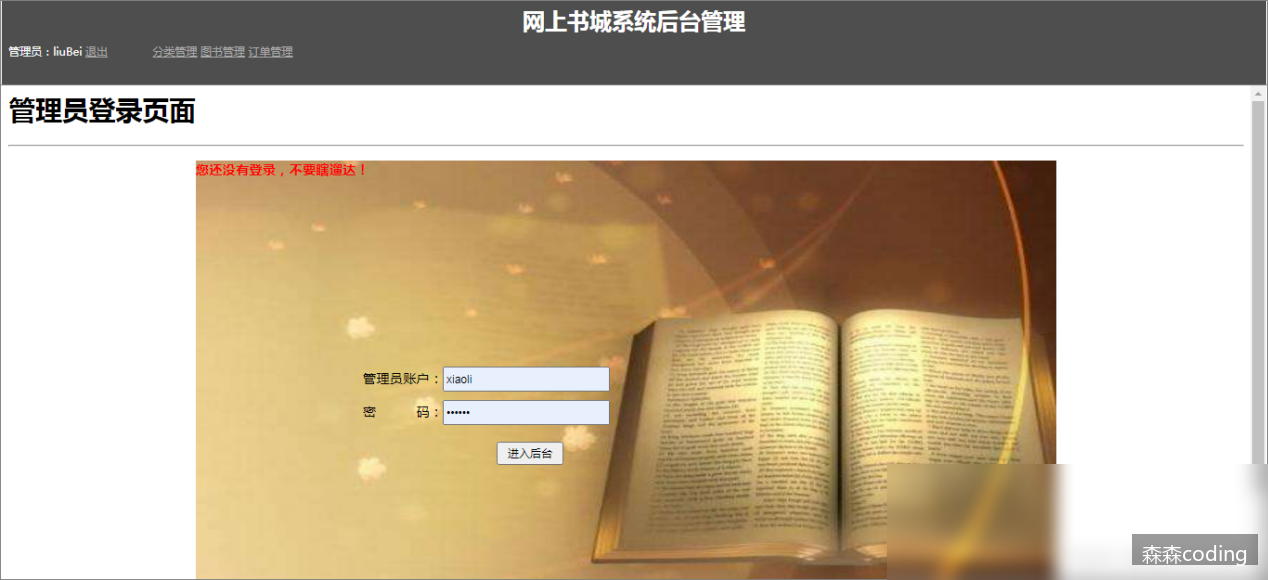 网上书城系统后台管理
管理员：liuBei 退出 分类管理 图书管理 订单管理
管理员登录页面
您还没有登录，不要瞎遛达！
管理员账户：xiaoli
密 码：••••••
进入后台
森森coding